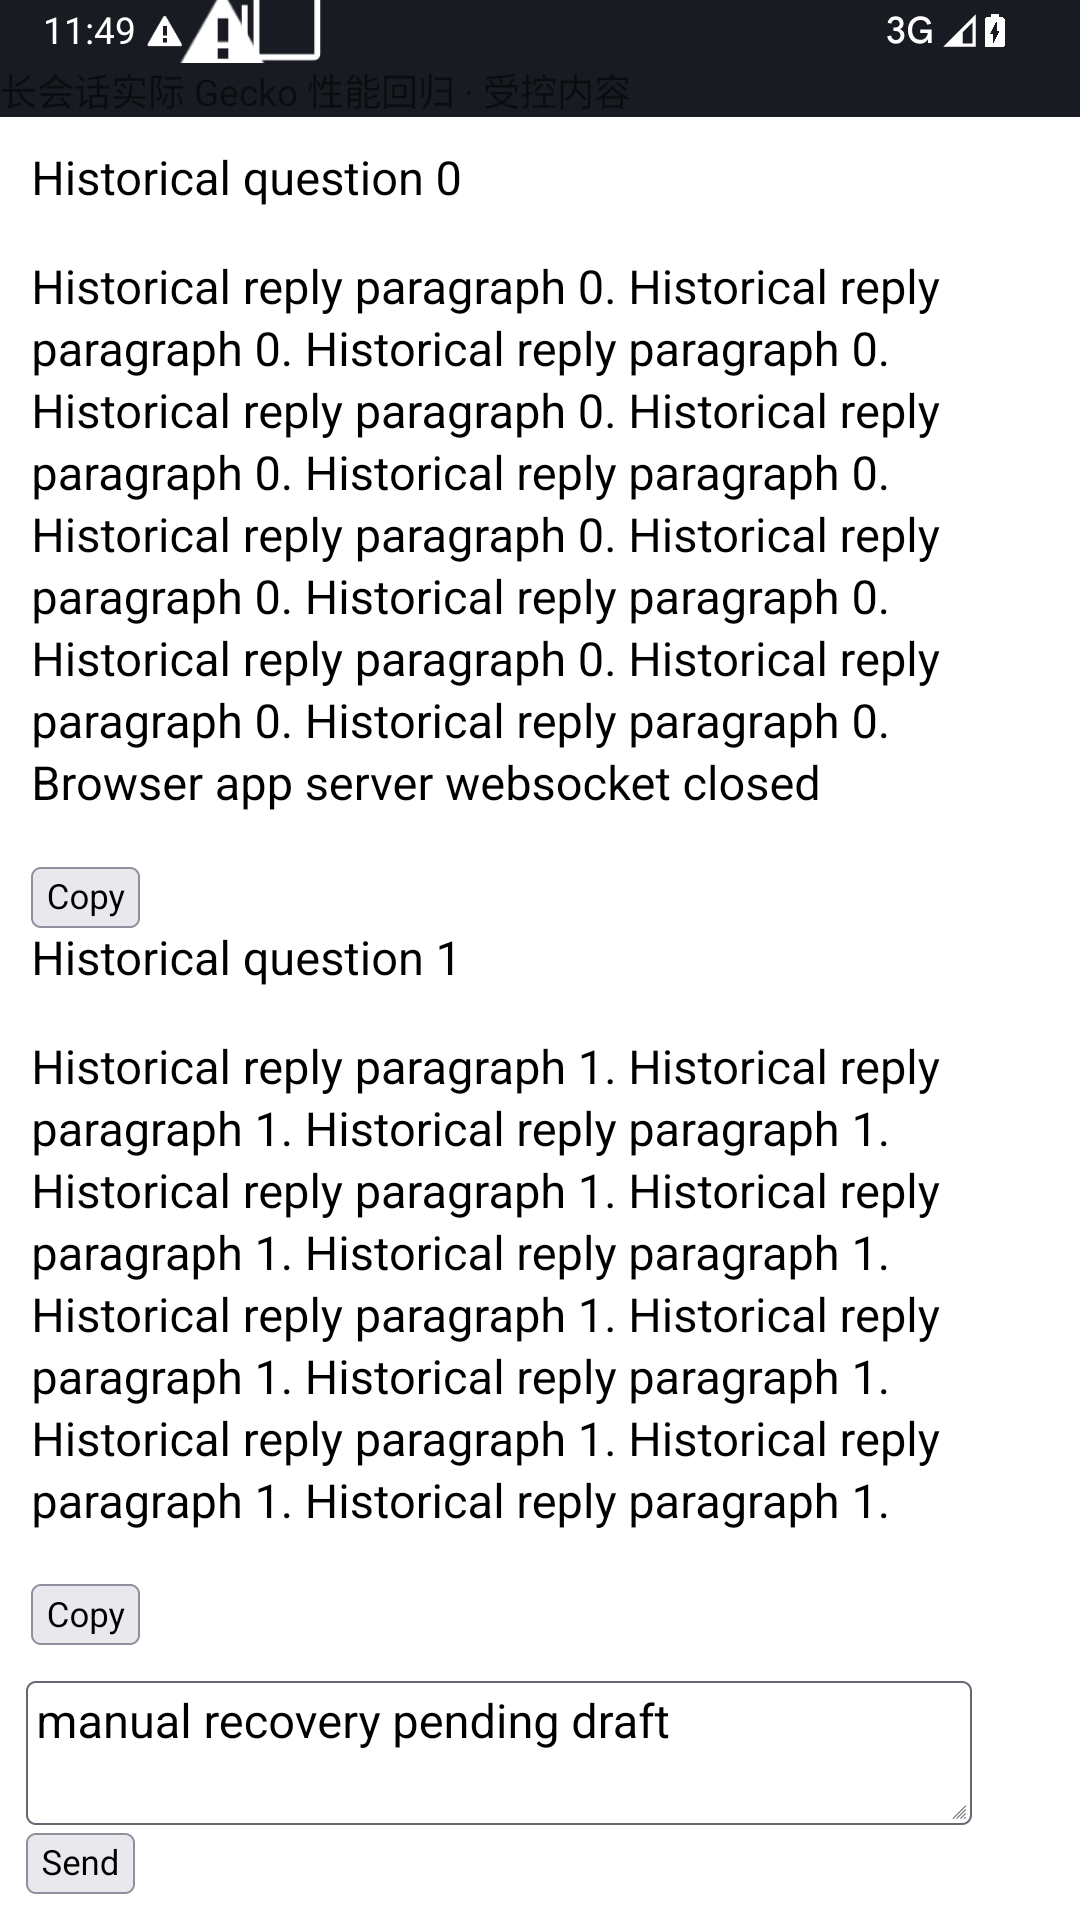 11:49
3G
长会话实际 Gecko 性能回归 · 受控内容
Historical question 0
Historical reply paragraph 0. Historical reply
paragraph 0. Historical reply paragraph 0.
Historical reply paragraph 0. Historical reply
paragraph 0. Historical reply paragraph 0.
Historical reply paragraph 0. Historical reply
paragraph 0. Historical reply paragraph 0.
Historical reply paragraph 0. Historical reply
paragraph 0. Historical reply paragraph 0.
Browser app server websocket closed
Copy
Historical question 1
Historical reply paragraph 1. Historical reply
paragraph 1. Historical reply paragraph 1.
Historical reply paragraph 1. Historical reply
paragraph 1. Historical reply paragraph 1.
Historical reply paragraph 1. Historical reply
paragraph 1. Historical reply paragraph 1.
Historical reply paragraph 1. Historical reply
paragraph 1. Historical reply paragraph 1.
Copy
manual recovery pending draft
Send